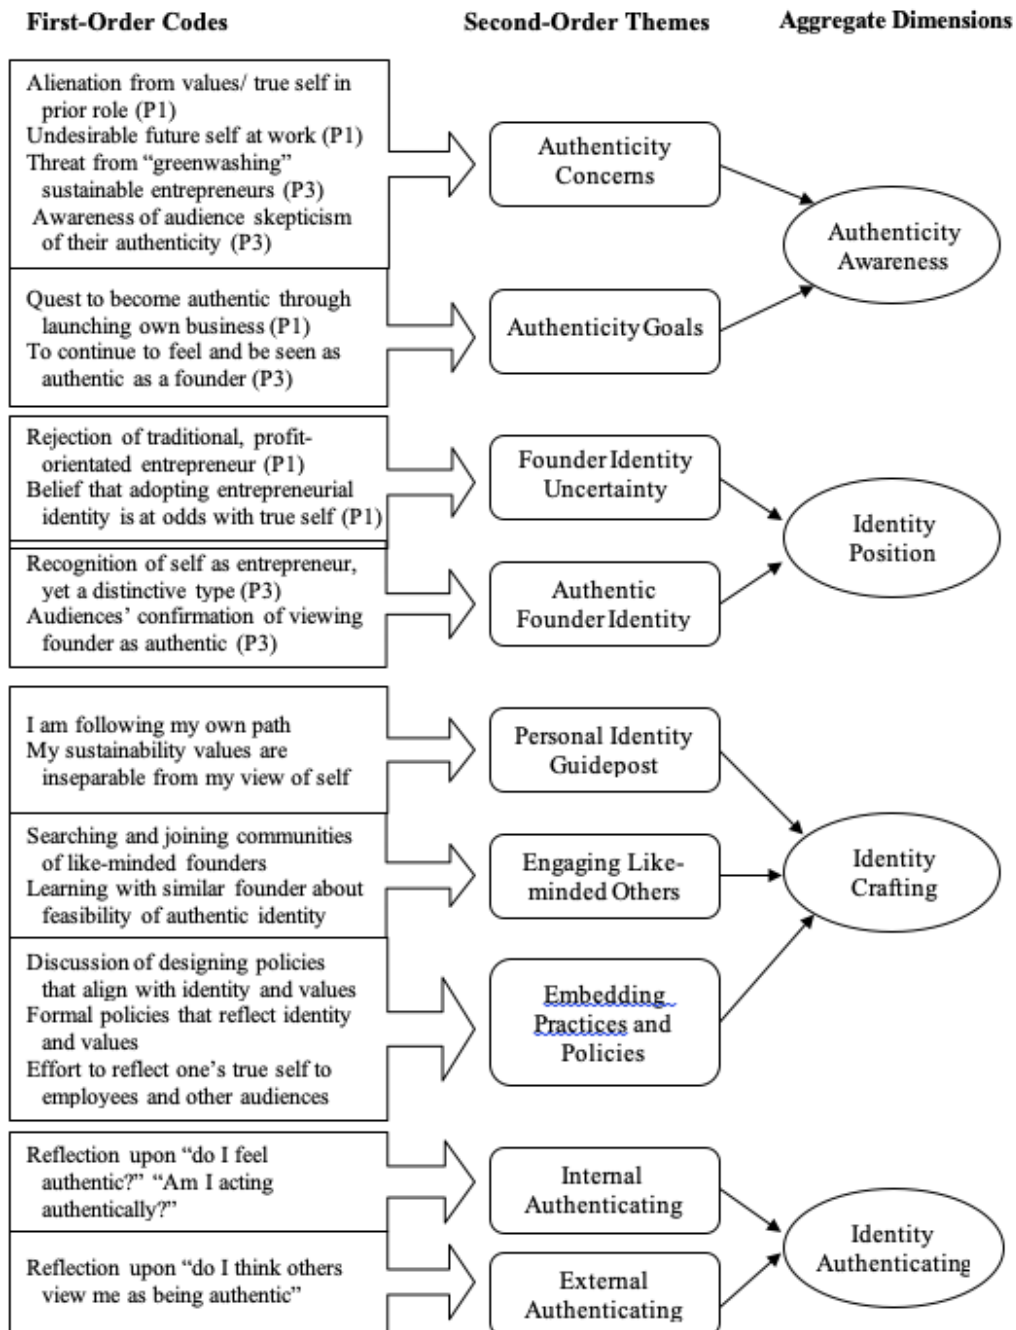 First-Order Codes
Second-Order Themes
Aggregate Dimensions
Alienation from values/ true self in
prior role (P1)
Undesirable future self at work (P1)
Threat from “greenwashing”
sustainable entrepreneurs (P3)
Awareness of audience skepticism
of their authenticity (P3)
Authenticity
Concerns
Quest to become authentic through
launching own business (P1)
To continue to feel and be seen as
authentic as a founder (P3)
Authenticity Goals
Authenticity
Awareness
Rejection of traditional, profit-
orientated entrepreneur (P1)
Belief that adopting entrepreneurial
identity is at odds with true self (P1)
Founder Identity
Uncertainty
Recognition of self as entrepreneur,
yet a distinctive type (P3)
Audiences’ confirmation of viewing
founder as authentic (P3)
Authentic
Founder Identity
Identity
Position
I am following my own path
My sustainability values are
inseparable from my view of self
Personal Identity
Guidepost
Searching and joining communities
of like-minded founders
Learning with similar founder about
feasibility of authentic identity
Engaging Like-
minded Others
Discussion of designing policies
that align with identity and values
Formal policies that reflect identity
and values
Effort to reflect one’s true self to
employees and other audiences
Embedding
Practices and
Policies
Identity
Crafting
Reflection upon “do I feel
authentic?” “Am I acting
authentically?”
Internal
Authenticating
Reflection upon “do I think others
view me as being authentic”
External
Authenticating
Identity
Authenticating